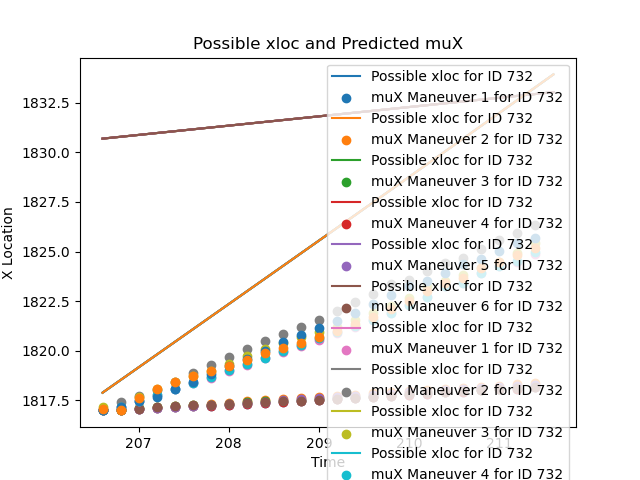 Possible xloc and Predicted muX
X Location
1832.5
1830.0
1827.5
1825.0
1822.5
1820.0
1817.5
207
208
209
210
211
Time
Possible xloc for ID 732
muX Maneuver 1 for ID 732
Possible xloc for ID 732
muX Maneuver 2 for ID 732
Possible xloc for ID 732
muX Maneuver 3 for ID 732
Possible xloc for ID 732
muX Maneuver 4 for ID 732
Possible xloc for ID 732
muX Maneuver 5 for ID 732
Possible xloc for ID 732
muX Maneuver 6 for ID 732
Possible xloc for ID 732
muX Maneuver 1 for ID 732
Possible xloc for ID 732
muX Maneuver 2 for ID 732
Possible xloc for ID 732
muX Maneuver 3 for ID 732
Possible xloc for ID 732
muX Maneuver 4 for ID 732